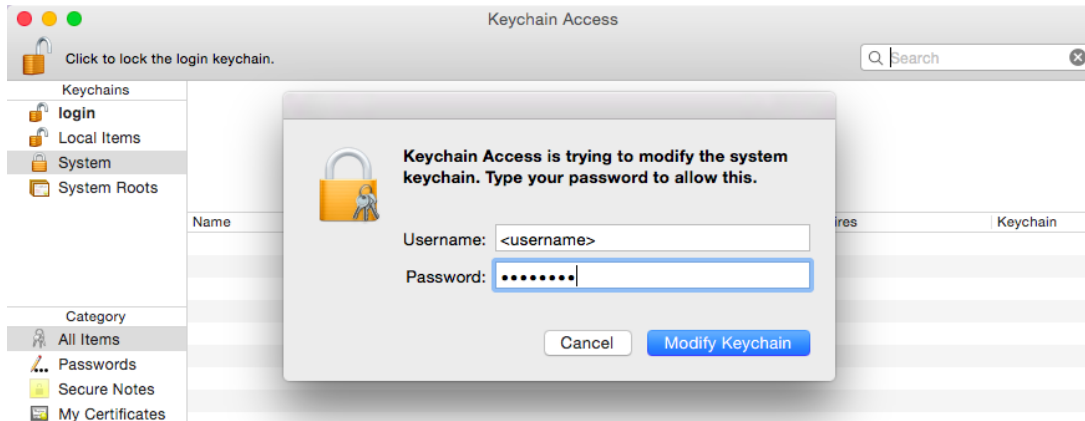 Keychain Access
Click to lock the login keychain.
Search
Keychains
login
Local Items
System
System Roots
Keychain Access is trying to modify the system
keychain. Type your password to allow this.
Name
Keychain
Username: <username>
Password: ••••••••
Cancel
Modify Keychain
Category
All Items
Passwords
Secure Notes
My Certificates